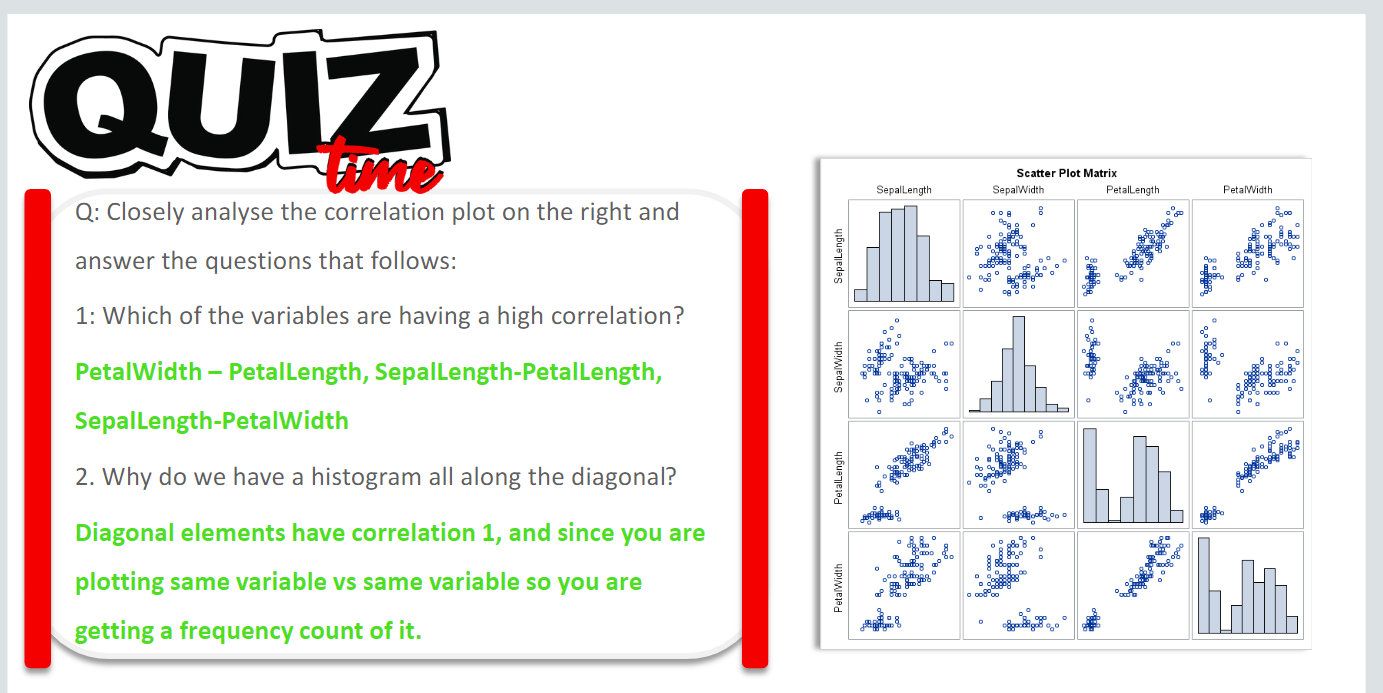 QUIZ
time
Q: Closely analyse the correlation plot on the right and
answer the questions that follows:
1: Which of the variables are having a high correlation?
PetalWidth – PetalLength, SepalLength-PetalLength,
SepalLength-PetalWidth
2. Why do we have a histogram all along the diagonal?
Diagonal elements have correlation 1, and since you are
plotting same variable vs same variable so you are
getting a frequency count of it.
Scatter Plot Matrix
SepalLength SepalWidth PetalLength PetalWidth
SepalLength
SepalWidth
PetalLength
PetalWidth